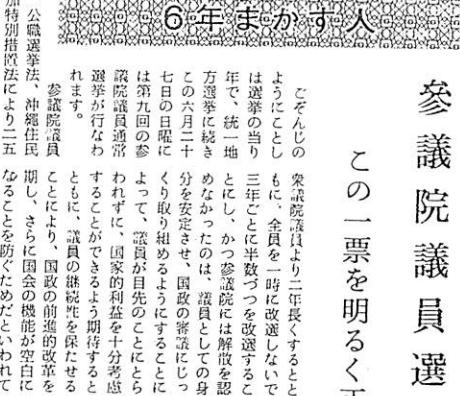 6年まかす人
参議院議員選
この一票を明るく正
ごぞんじの
ようにことし
は選挙の当り
年で、統一地
方選挙に続き
この六月二十
七日の日曜に
は第九回の参
議院議員通常
選挙が行なわ
れます。
参議院議員
公職選挙法、沖縄住民
加特別措置法により二五
衆議院議員より二年長くするとと
もに、全員を一時に改選しないで
三年ごとに半数づつを改選するこ
とにし、かつ参議院には解散を認
めなかったのは、議員としての身
分を安定させ、国政の審議にじっ
くり取り組めるようにすることに
よって、議員が目先のことにとら
われずに、国家的利益を十分考慮
することができるよう期待すると
ともに、議員の継続性を保たせる
ことにより、国政の前進的改革を
期し、さらに国会の機能が空白に
なることを防ぐためだといわれて